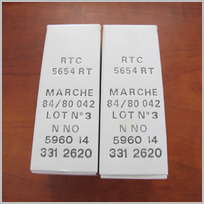 RTC
5654 RT
MARCHE
84/80 042
LOT N°3
N NO
5960 14
331 2620
RTC
5654 RT
MARCHE
84/80 042
LOT N°3
N NO
5960 14
331 2620